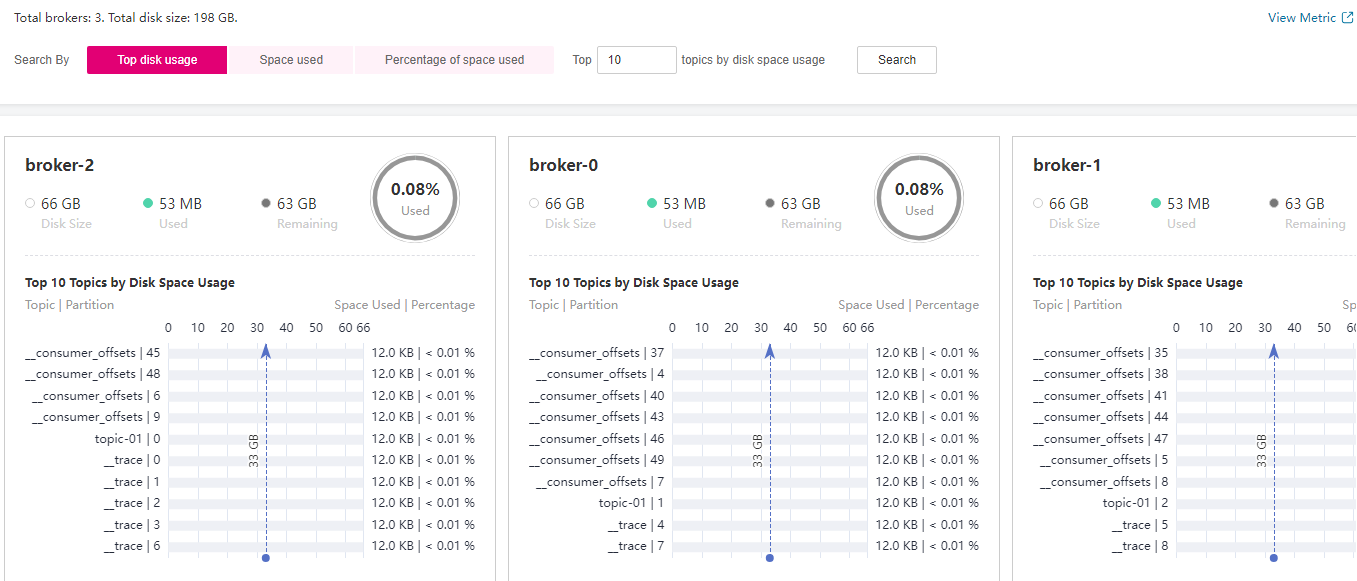 Total brokers: 3. Total disk size: 198 GB.
View Metric
Search By
Top disk usage
Space used
Percentage of space used
Top 10 topics by disk space usage
Search
broker-2
66 GB
Disk Size
53 MB
Used
63 GB
Remaining
0.08%
Used
Top 10 Topics by Disk Space Usage
Topic | Partition
Space Used | Percentage
0 10 20 30 40 50 60 66
__consumer_offsets | 45 12.0 KB | < 0.01 %
__consumer_offsets | 48 12.0 KB | < 0.01 %
__consumer_offsets | 6 12.0 KB | < 0.01 %
__consumer_offsets | 9 12.0 KB | < 0.01 %
topic-01 | 0 12.0 KB | < 0.01 %
__trace | 0 12.0 KB | < 0.01 %
__trace | 1 12.0 KB | < 0.01 %
__trace | 2 12.0 KB | < 0.01 %
__trace | 3 12.0 KB | < 0.01 %
__trace | 6 12.0 KB | < 0.01 %
33 GB
broker-0
66 GB
Disk Size
53 MB
Used
63 GB
Remaining
0.08%
Used
Top 10 Topics by Disk Space Usage
Topic | Partition
Space Used | Percentage
0 10 20 30 40 50 60 66
__consumer_offsets | 37 12.0 KB | < 0.01 %
__consumer_offsets | 4 12.0 KB | < 0.01 %
__consumer_offsets | 40 12.0 KB | < 0.01 %
__consumer_offsets | 43 12.0 KB | < 0.01 %
__consumer_offsets | 46 12.0 KB | < 0.01 %
__consumer_offsets | 49 12.0 KB | < 0.01 %
__consumer_offsets | 7 12.0 KB | < 0.01 %
topic-01 | 1 12.0 KB | < 0.01 %
__trace | 4 12.0 KB | < 0.01 %
__trace | 7 12.0 KB | < 0.01 %
33 GB
broker-1
66 GB
Disk Size
53 MB
Used
63 GB
Remaining
Top 10 Topics by Disk Space Usage
Topic | Partition
0 10 20 30 40 50
__consumer_offsets | 35
__consumer_offsets | 38
__consumer_offsets | 41
__consumer_offsets | 44
__consumer_offsets | 47
__consumer_offsets | 5
__consumer_offsets | 8
topic-01 | 2
__trace | 5
__trace | 8
33 GB